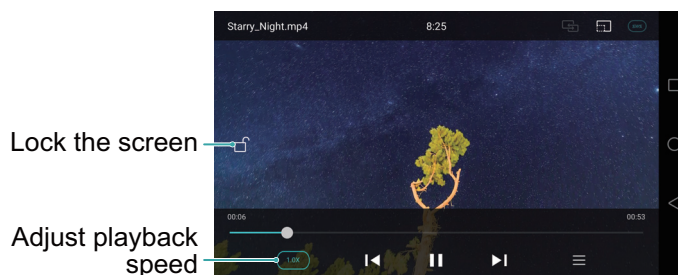 Starry_Night.mp4 8:25
Lock the screen
00:06 00:53
Adjust playback
speed
1.0X